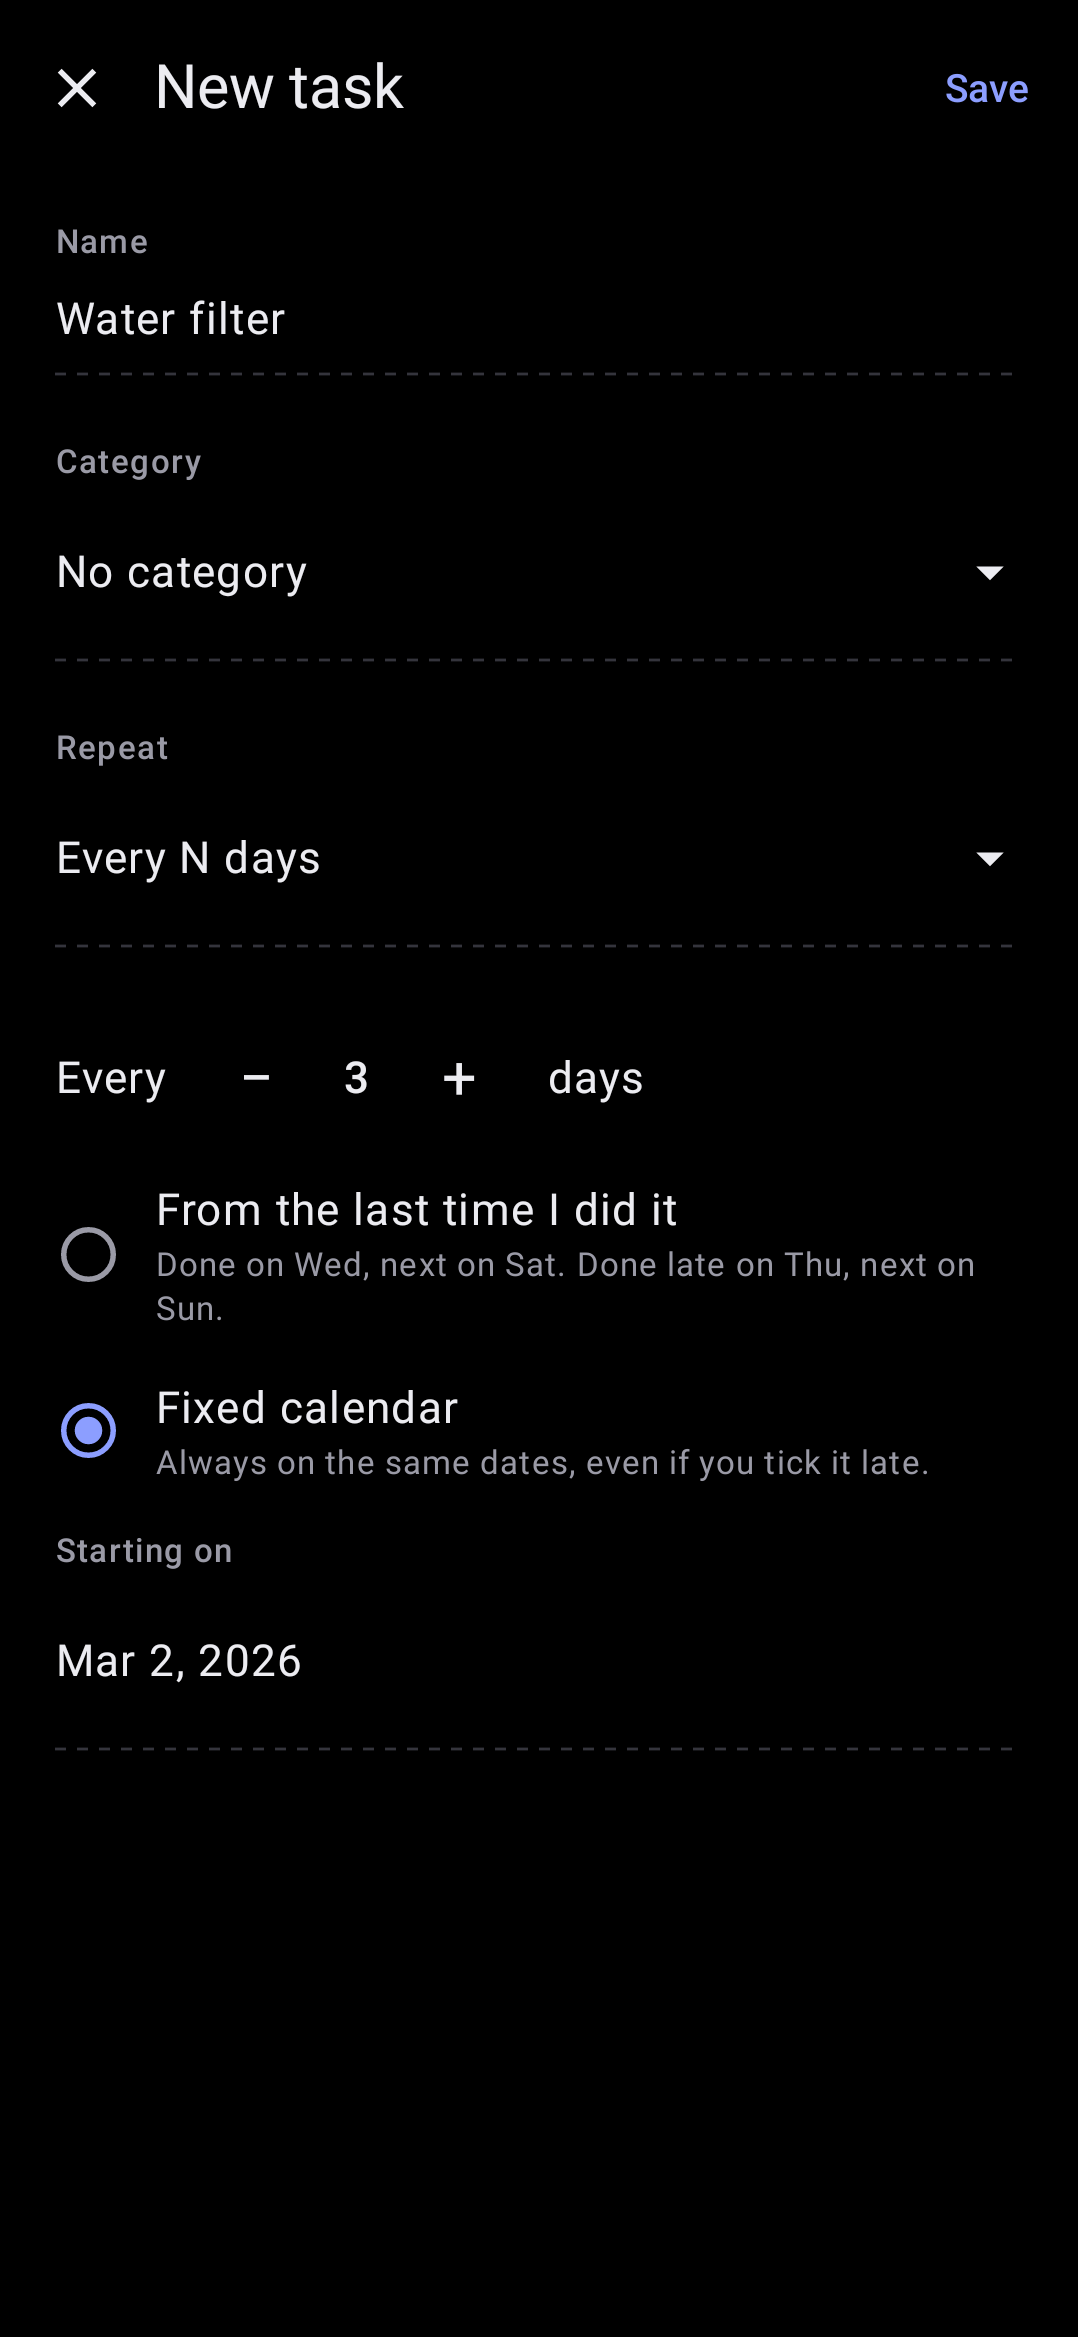 New task
Save
Name
Water filter
Category
No category
Repeat
Every N days
Every − 3 + days
From the last time I did it
Done on Wed, next on Sat. Done late on Thu, next on
Sun.
Fixed calendar
Always on the same dates, even if you tick it late.
Starting on
Mar 2, 2026